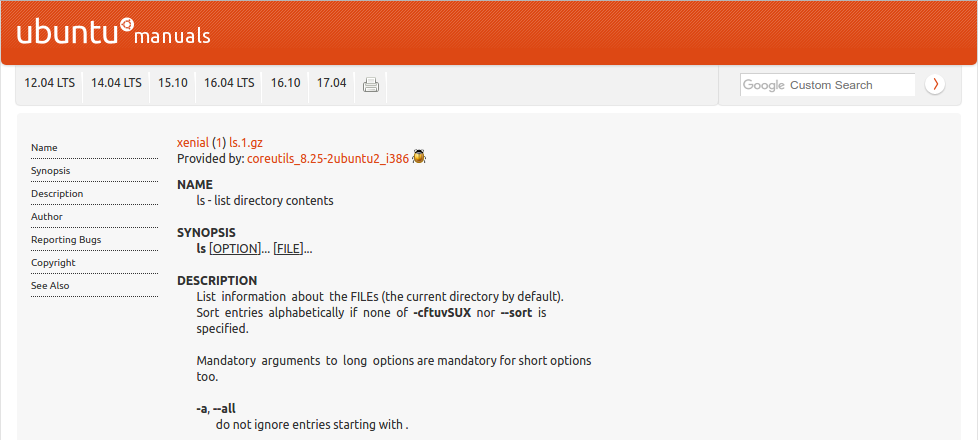 ubuntu manuals
12.04 LTS 14.04 LTS 15.10 16.04 LTS 16.10 17.04
Google Custom Search
Name
Synopsis
Description
Author
Reporting Bugs
Copyright
See Also
xenial (1) ls.1.gz
Provided by: coreutils_8.25-2ubuntu2_i386
NAME
ls - list directory contents
SYNOPSIS
ls [OPTION]... [FILE]...
DESCRIPTION
List information about the FILEs (the current directory by default).
Sort entries alphabetically if none of -cftuvSUX nor --sort is
specified.
Mandatory arguments to long options are mandatory for short options
too.
-a, --all
do not ignore entries starting with .